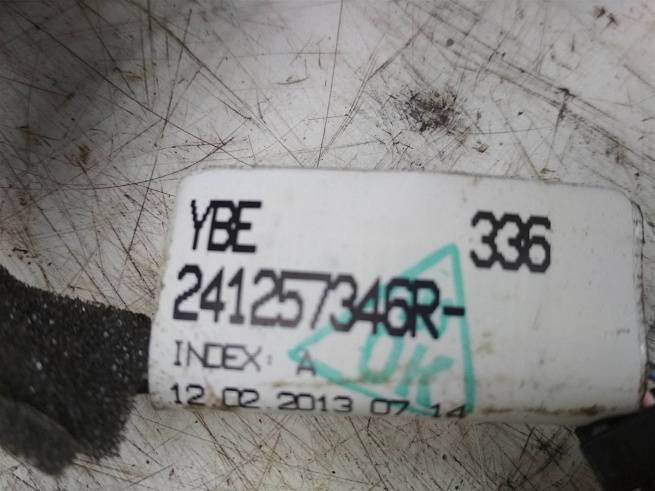 YBE 336
241257346R-
INDEX: A
12 02 2013 07 14
OK